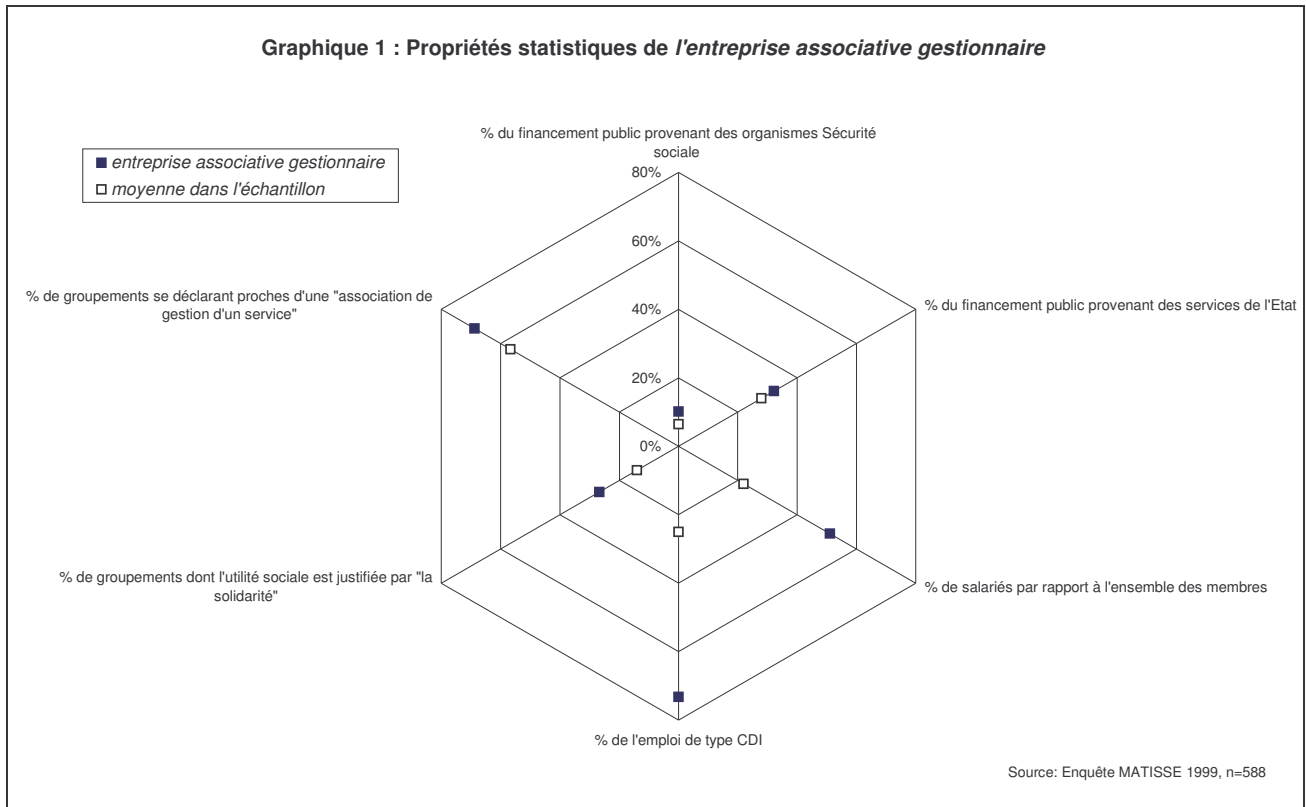 Graphique 1 : Propriétés statistiques de l'entreprise associative gestionnaire
entreprise associative gestionnaire
moyenne dans l'échantillon
% du financement public provenant des organismes Sécurité
sociale
80%
60%
40%
20%
0%
% du financement public provenant des services de l'Etat
% de salariés par rapport à l'ensemble des membres
% de l'emploi de type CDI
% de groupements dont l'utilité sociale est justifiée par "la
solidarité"
% de groupements se déclarant proches d'une "association de
gestion d'un service"
Source: Enquête MATISSE 1999, n=588